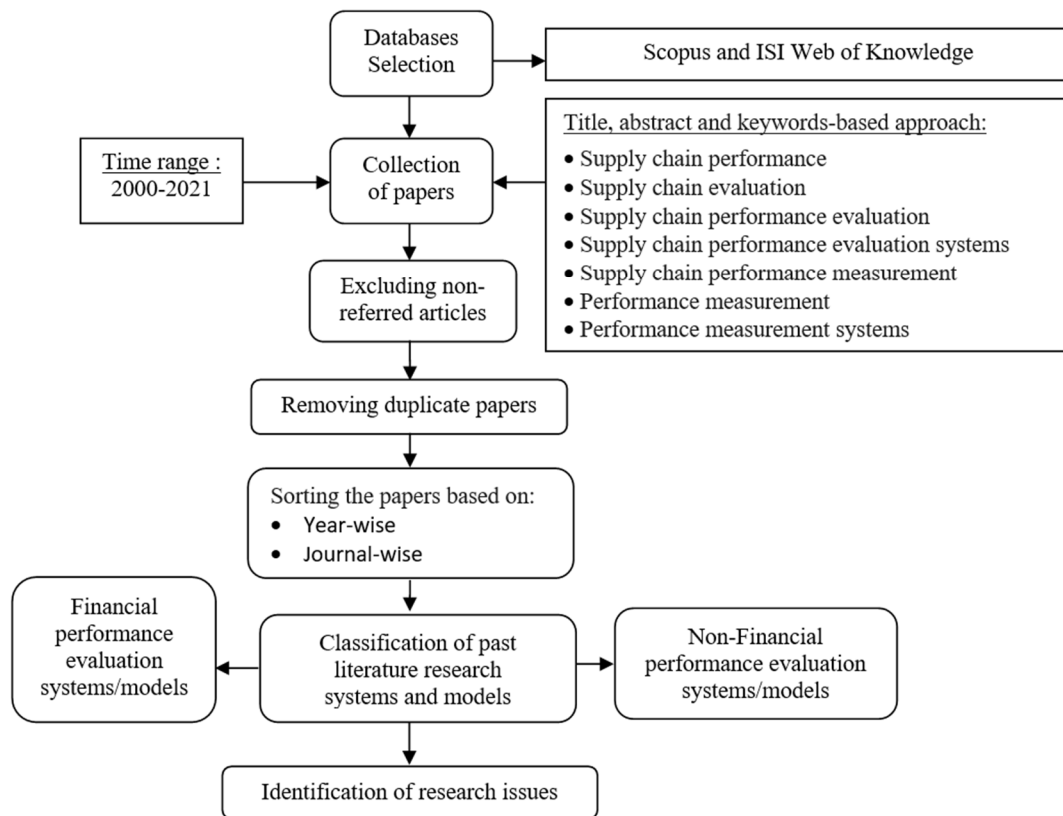 Databases
Selection
Scopus and ISI Web of Knowledge
Time range :
2000-2021
Collection
of papers
Title, abstract and keywords-based approach:
• Supply chain performance
• Supply chain evaluation
• Supply chain performance evaluation
• Supply chain performance evaluation systems
• Supply chain performance measurement
• Performance measurement
• Performance measurement systems
Excluding non-
referred articles
Removing duplicate papers
Sorting the papers based on:
• Year-wise
• Journal-wise
Financial
performance
evaluation
systems/models
Classification of past
literature research
systems and models
Non-Financial
performance evaluation
systems/models
Identification of research issues